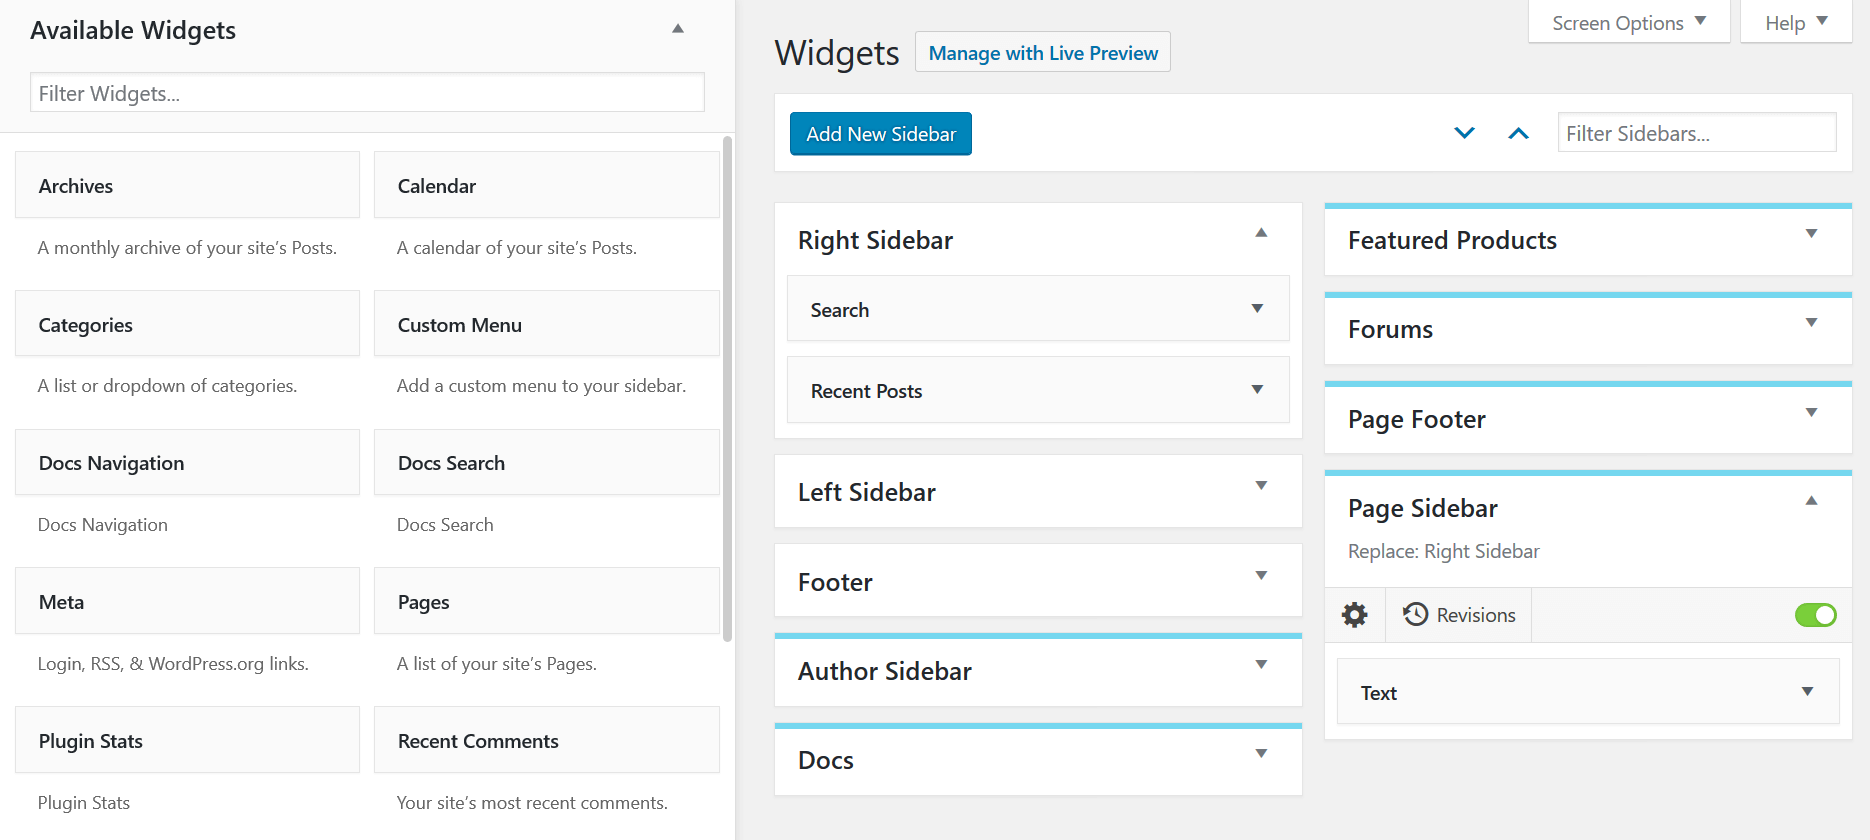 Available Widgets
Filter Widgets...
Archives
Calendar
A monthly archive of your site’s Posts.
A calendar of your site’s Posts.
Categories
Custom Menu
A list or dropdown of categories.
Add a custom menu to your sidebar.
Docs Navigation
Docs Search
Docs Navigation
Docs Search
Meta
Pages
Login, RSS, & WordPress.org links.
A list of your site’s Pages.
Plugin Stats
Recent Comments
Plugin Stats
Your site’s most recent comments.
Screen Options
Help
Widgets
Manage with Live Preview
Add New Sidebar
Filter Sidebars...
Right Sidebar
Search
Recent Posts
Left Sidebar
Footer
Author Sidebar
Docs
Featured Products
Forums
Page Footer
Page Sidebar
Replace: Right Sidebar
Revisions
Text